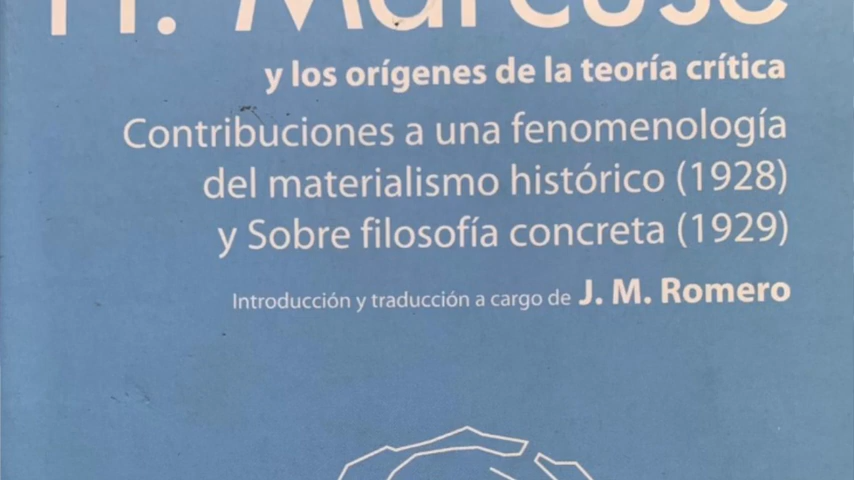 H. Marcuse
y los orígenes de la teoría crítica
Contribuciones a una fenomenología
del materialismo histórico (1928)
y Sobre filosofía concreta (1929)
Introducción y traducción a cargo de J. M. Romero